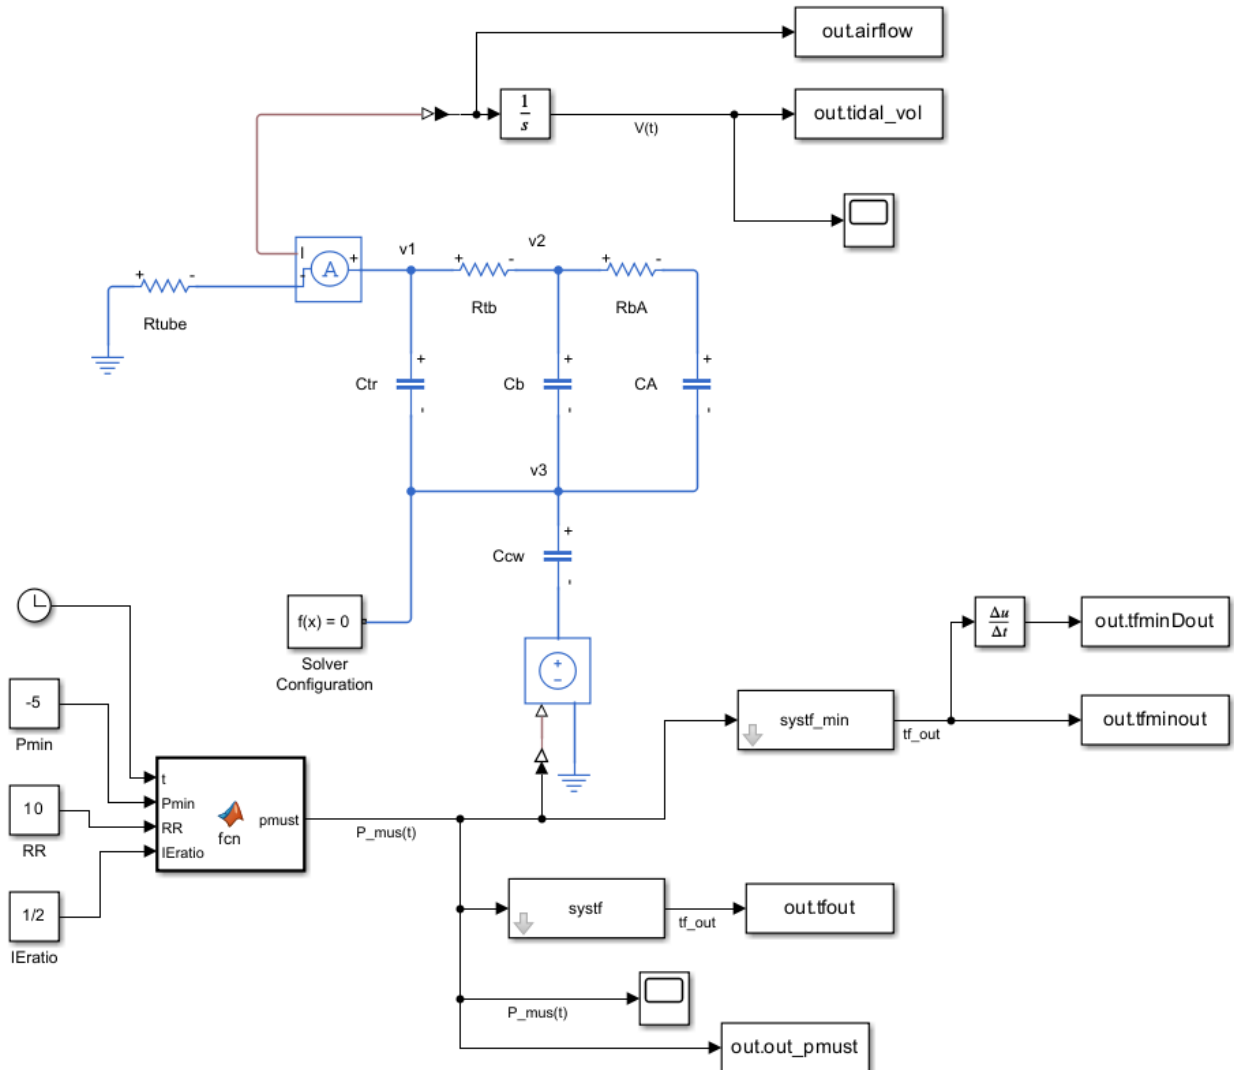 out.airflow
1
s
V(t)
out.tidal_vol
I
A
+
-
v1
v2
+
-
+
-
+
-
Rtube
Rtb
RbA
Ctr
+
-
Cb
+
-
CA
+
-
v3
Ccw
+
-
f(x) = 0
Solver
Configuration
+
−
Δu
Δt
out.tfminDout
systf_min
tf_out
out.tfminout
-5
Pmin
10
RR
1/2
IEratio
t
Pmin
RR
IEratio
fcn
pmust
P_mus(t)
systf
tf_out
out.tfout
P_mus(t)
out.out_pmust